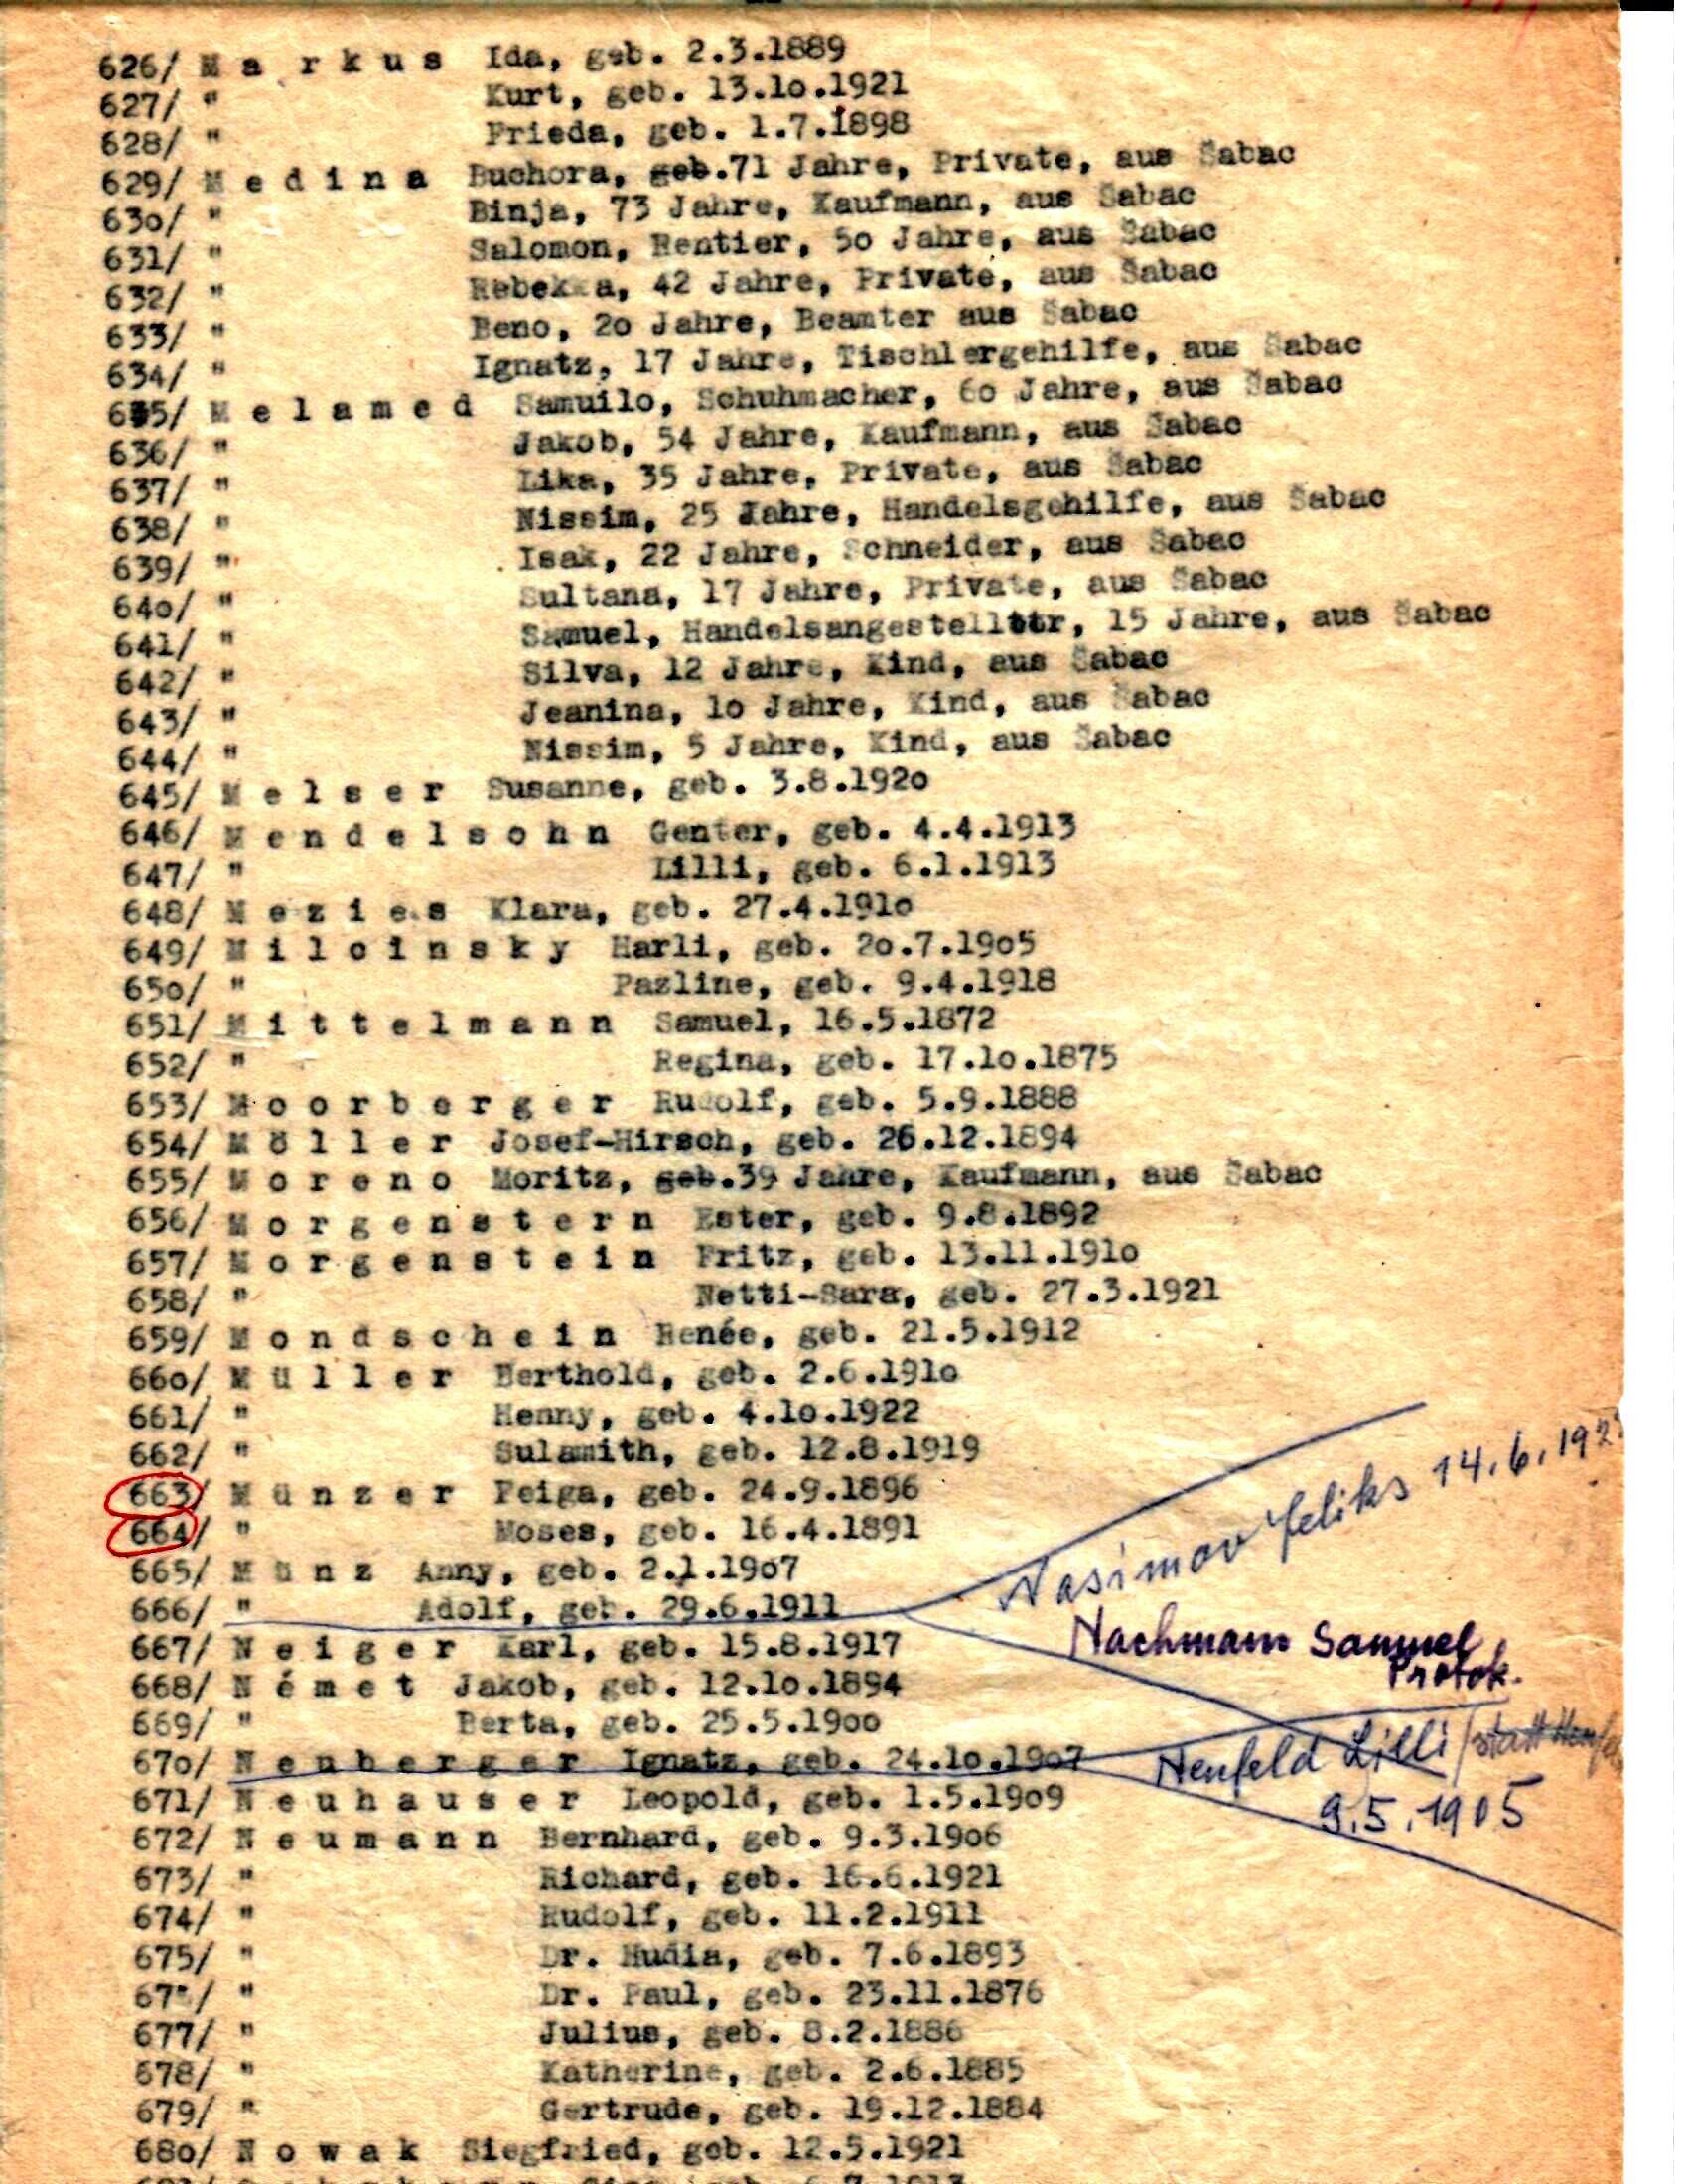 626/ M a r k u s Ida, geb. 2.3.1889
627/ " Kurt, geb. 13.1o.1921
628/ " Frieda, geb. 1.7.1898
629/ M e d i n a Buchora, geb.71 Jahre, Private, aus Šabac
63o/ " Binja, 73 Jahre, Kaufmann, aus Šabac
631/ " Salomon, Rentier, 5o Jahre, aus Šabac
632/ " Rebekka, 42 Jahre, Private, aus Šabac
633/ " Beno, 2o Jahre, Beamter aus Šabac
634/ " Ignatz, 17 Jahre, Tischlergehilfe, aus Šabac
635/ M e l a m e d Samuilo, Schuhmacher, 6o Jahre, aus Šabac
636/ " Jakob, 54 Jahre, Kaufmann, aus Šabac
637/ " Lika, 35 Jahre, Private, aus Šabac
638/ " Nissim, 25 Jahre, Handelsgehilfe, aus Šabac
639/ " Isak, 22 Jahre, Schneider, aus Šabac
64o/ " Sultana, 17 Jahre, Private, aus Šabac
641/ " Samuel, Handelsangestellter, 15 Jahre, aus Šabac
642/ " Silva, 12 Jahre, Kind, aus Šabac
643/ " Jeanina, 1o Jahre, Kind, aus Šabac
644/ " Nissim, 5 Jahre, Kind, aus Šabac
645/ M e l s e r Susanne, geb. 3.8.192o
646/ M e n d e l s o h n Genter, geb. 4.4.1913
647/ " Lilli, geb. 6.1.1913
648/ M e z i e s Klara, geb. 27.4.191o
649/ M i l c i n s k y Harli, geb. 2o.7.19o5
65o/ " Pazline, geb. 9.4.1918
651/ M i t t e l m a n n Samuel, 16.5.1872
652/ " Regina, geb. 17.1o.1875
653/ M o o r b e r g e r Rudolf, geb. 5.9.1888
654/ M ö l l e r Josef-Hirsch, geb. 26.12.1894
655/ M o r e n o Moritz, geb.39 Jahre, Kaufmann, aus Šabac
656/ M o r g e n s t e r n Ester, geb. 9.8.1892
657/ M o r g e n s t e i n Fritz, geb. 13.11.191o
658/ " Netti-Sara, geb. 27.3.1921
659/ M o n d s c h e i n Renée, geb. 21.5.1912
66o/ M ü l l e r Berthold, geb. 2.6.191o
661/ " Henny, geb. 4.1o.1922
662/ " Sulamith, geb. 12.8.1919
663/ M ü n z e r Feiga, geb. 24.9.1896
664/ " Moses, geb. 16.4.1891
Nasimov Feliks 14.6.192
665/ M ü n z Anny, geb. 2.1.19o7
666/ " Adolf, geb. 29.6.1911
Nachmann Samuel
Protok.
667/ N e i g e r Karl, geb. 15.8.1917
668/ N é m e t Jakob, geb. 12.1o.1894
669/ " Berta, geb. 25.5.19oo
67o/ N e u b e r g e r Ignatz, geb. 24.1o.19o7
Neufeld Lilli /statt
9.5.1905
671/ N e u h a u s e r Leopold, geb. 1.5.19o9
672/ N e u m a n n Bernhard, geb. 9.3.19o6
673/ " Richard, geb. 16.6.1921
674/ " Rudolf, geb. 11.2.1911
675/ " Dr. Hudia, geb. 7.6.1893
67 / " Dr. Paul, geb. 23.11.1876
677/ " Julius, geb. 8.2.1886
678/ " Katherine, geb. 2.6.1885
679/ " Gertrude, geb. 19.12.1884
68o/ N o w a k Siegfried, geb. 12.5.1921